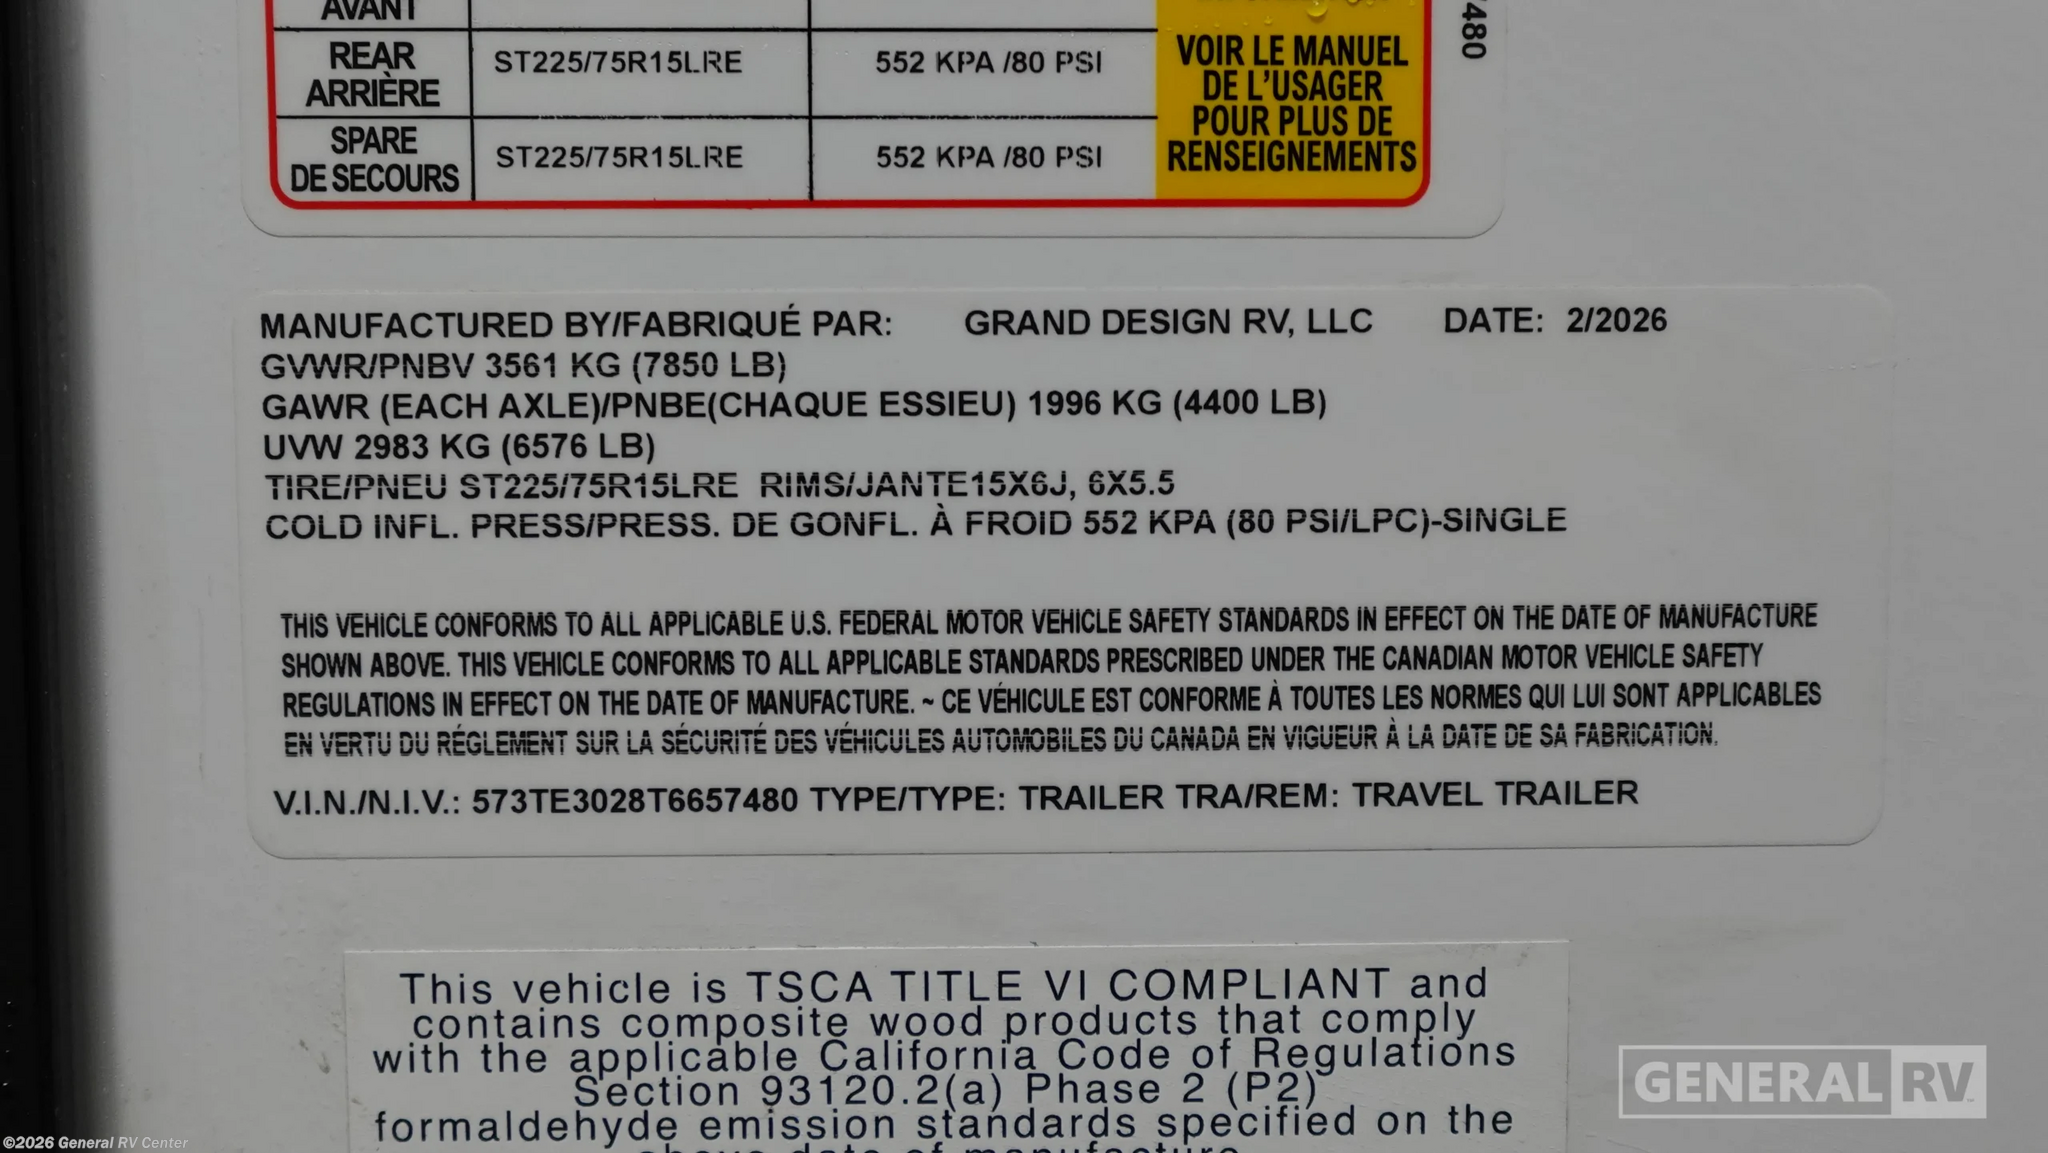 AVANT
REAR
ARRIÈRE
ST225/75R15LRE
552 KPA /80 PSI
SPARE
DE SECOURS
ST225/75R15LRE
552 KPA /80 PSI
VOIR LE MANUEL
DE L'USAGER
POUR PLUS DE
RENSEIGNEMENTS
7480
MANUFACTURED BY/FABRIQUÉ PAR: GRAND DESIGN RV, LLC DATE: 2/2026
GVWR/PNBV 3561 KG (7850 LB)
GAWR (EACH AXLE)/PNBE(CHAQUE ESSIEU) 1996 KG (4400 LB)
UVW 2983 KG (6576 LB)
TIRE/PNEU ST225/75R15LRE RIMS/JANTE15X6J, 6X5.5
COLD INFL. PRESS/PRESS. DE GONFL. À FROID 552 KPA (80 PSI/LPC)-SINGLE
THIS VEHICLE CONFORMS TO ALL APPLICABLE U.S. FEDERAL MOTOR VEHICLE SAFETY STANDARDS IN EFFECT ON THE DATE OF MANUFACTURE
SHOWN ABOVE. THIS VEHICLE CONFORMS TO ALL APPLICABLE STANDARDS PRESCRIBED UNDER THE CANADIAN MOTOR VEHICLE SAFETY
REGULATIONS IN EFFECT ON THE DATE OF MANUFACTURE. ~ CE VÉHICULE EST CONFORME À TOUTES LES NORMES QUI LUI SONT APPLICABLES
EN VERTU DU RÉGLEMENT SUR LA SÉCURITÉ DES VÉHICULES AUTOMOBILES DU CANADA EN VIGUEUR À LA DATE DE SA FABRICATION.
V.I.N./N.I.V.: 573TE3028T6657480 TYPE/TYPE: TRAILER TRA/REM: TRAVEL TRAILER
This vehicle is TSCA TITLE VI COMPLIANT and
contains composite wood products that comply
with the applicable California Code of Regulations
Section 93120.2(a) Phase 2 (P2)
formaldehyde emission standards specified on the
above date of manufacture
GENERAL RV
©2026 General RV Center